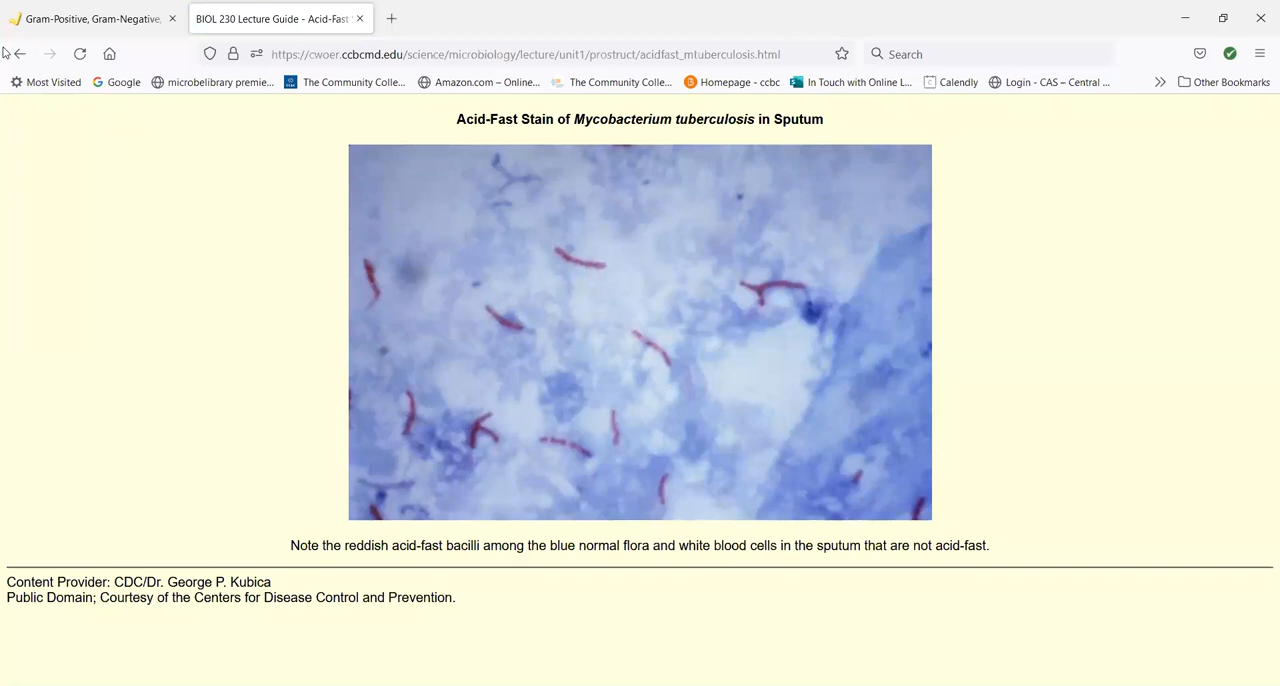 Gram-Positive, Gram-Negative,
BIOL 230 Lecture Guide - Acid-Fast
https://cwoer.ccbcmd.edu/science/microbiology/lecture/unit1/prostruct/acidfast_mtuberculosis.html
Search
Most Visited
Google
microbelibrary premie...
The Community Colle...
Amazon.com – Online...
The Community Colle...
Homepage - ccbc
In Touch with Online L...
Calendly
Login - CAS – Central ...
Other Bookmarks
Acid-Fast Stain of Mycobacterium tuberculosis in Sputum
Note the reddish acid-fast bacilli among the blue normal flora and white blood cells in the sputum that are not acid-fast.
Content Provider: CDC/Dr. George P. Kubica
Public Domain; Courtesy of the Centers for Disease Control and Prevention.